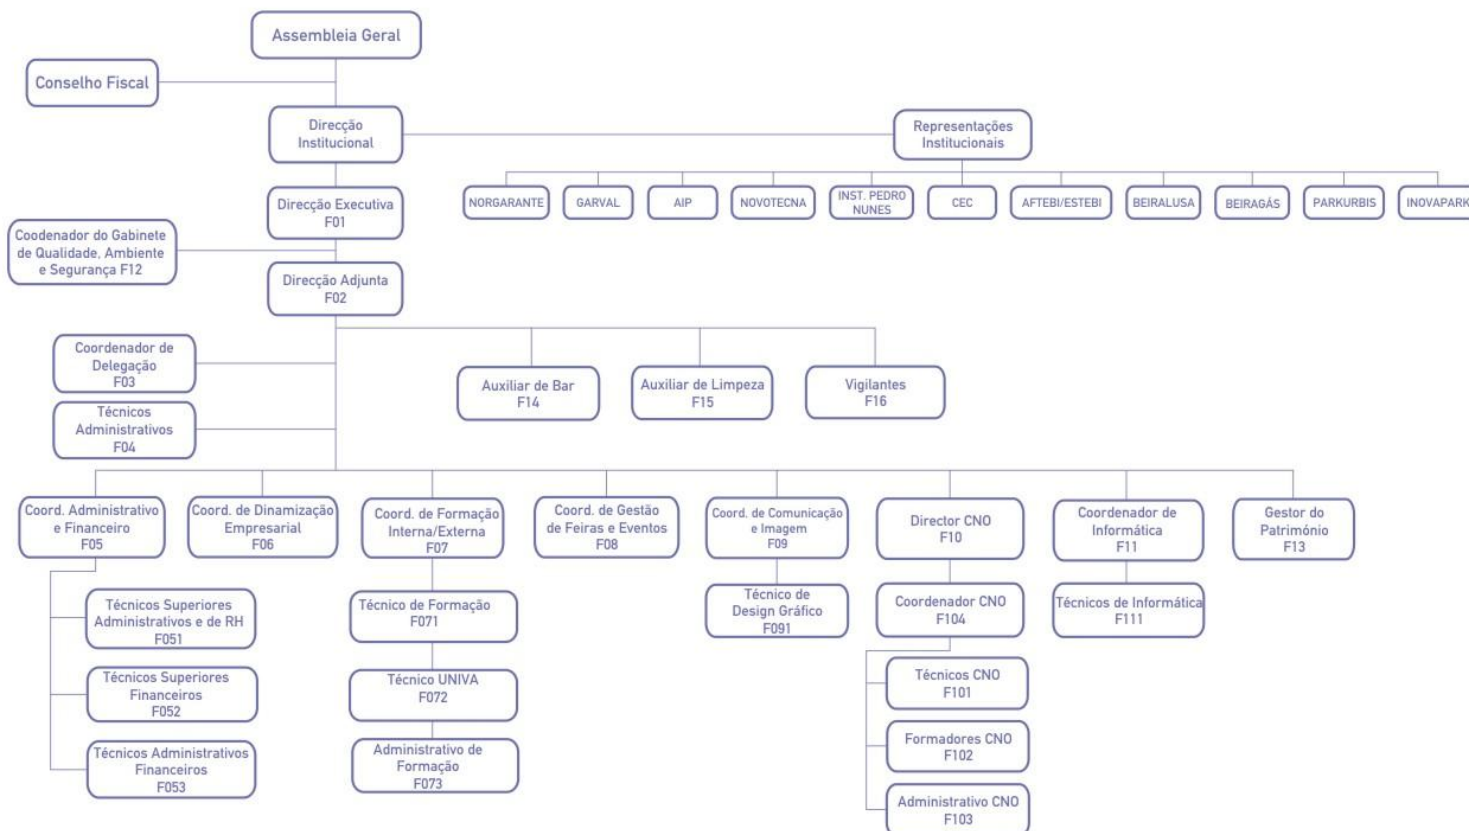 Assembleia Geral
Conselho Fiscal
Direcção
Institucional
Representações
Institucionais
NORGARANTE
GARVAL
AIP
NOVOTECNA
INST. PEDRO
NUNES
CEC
AFTEBI/ESTEBI
BEIRALUSA
BEIRAGÁS
PARKURBIS
INOVAPARK
Direcção Executiva
F01
Coodenador do Gabinete
de Qualidade, Ambiente
e Segurança F12
Direcção Adjunta
F02
Coordenador de
Delegação
F03
Técnicos
Administrativos
F04
Auxiliar de Bar
F14
Auxiliar de Limpeza
F15
Vigilantes
F16
Coord. Administrativo
e Financeiro
F05
Coord. de Dinamização
Empresarial
F06
Coord. de Formação
Interna/Externa
F07
Coord. de Gestão
de Feiras e Eventos
F08
Coord. de Comunicação
e Imagem
F09
Director CNO
F10
Coordenador de
Informática
F11
Gestor do
Património
F13
Técnicos Superiores
Administrativos e de RH
F051
Técnicos Superiores
Financeiros
F052
Técnicos Administrativos
Financeiros
F053
Técnico de Formação
F071
Técnico UNIVA
F072
Administrativo de
Formação
F073
Técnico de
Design Gráfico
F091
Coordenador CNO
F104
Técnicos CNO
F101
Formadores CNO
F102
Administrativo CNO
F103
Técnicos de Informática
F111